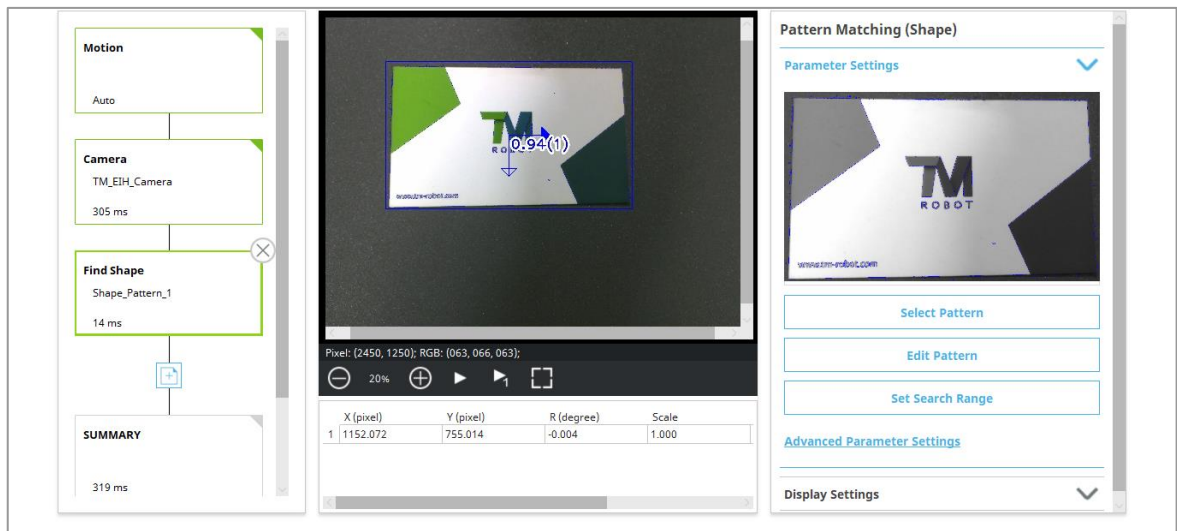 Motion
Auto
Camera
TM_EIH_Camera
305 ms
Find Shape
Shape_Pattern_1
14 ms
SUMMARY
319 ms
TM
ROBOT
0.94(1)
www.tm-robot.com
Pixel: (2450, 1250); RGB: (063, 066, 063);
20%
1
X (pixel) Y (pixel) R (degree) Scale
1 1152.072 755.014 -0.004 1.000
Pattern Matching (Shape)
Parameter Settings
TM
ROBOT
www.tm-robot.com
Select Pattern
Edit Pattern
Set Search Range
Advanced Parameter Settings
Display Settings